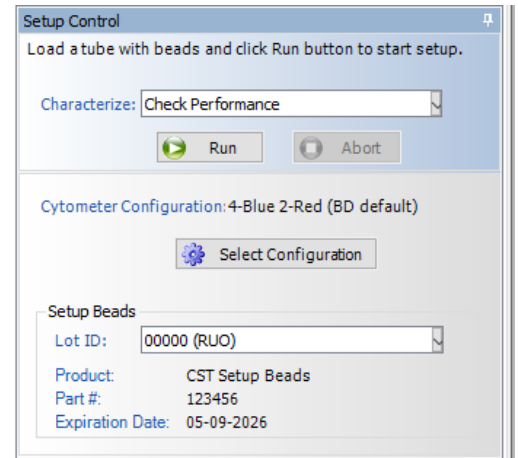 Setup Control
Load a tube with beads and click Run button to start setup.
Characterize: Check Performance
Run Abort
Cytometer Configuration: 4-Blue 2-Red (BD default)
Select Configuration
Setup Beads
Lot ID: 00000 (RUO)
Product: CST Setup Beads
Part #: 123456
Expiration Date: 05-09-2026